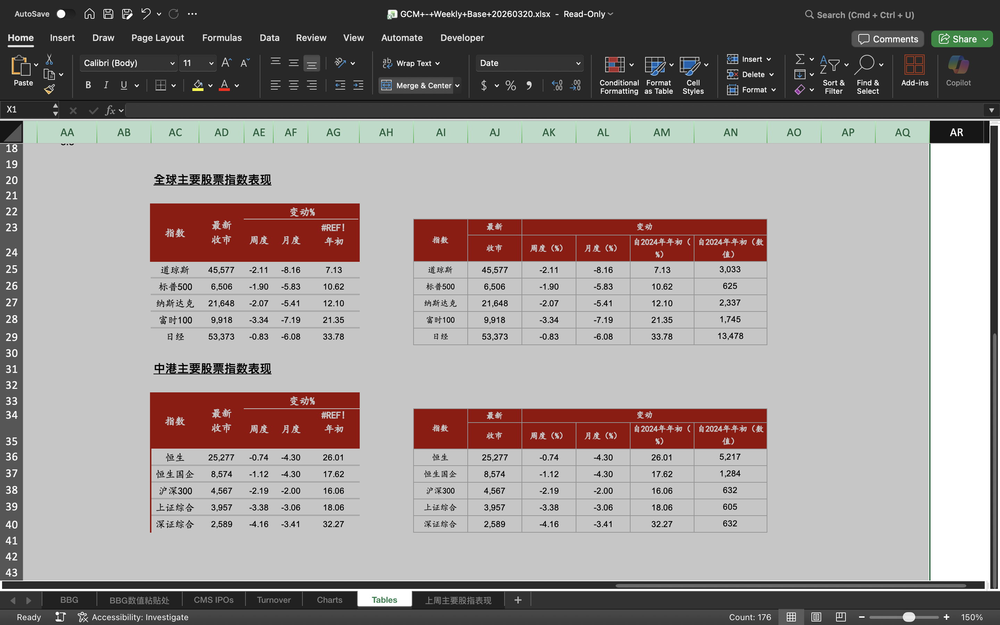 AutoSave
GCM+-+Weekly+Base+20260320.xlsx - Read-Only
Search (Cmd + Ctrl + U)
Home Insert Draw Page Layout Formulas Data Review View Automate Developer
Comments Share
Paste
Calibri (Body) 11
Wrap Text
Merge & Center
Date
Conditional Formatting
Format as Table
Cell Styles
Insert
Delete
Format
Sort & Filter
Find & Select
Add-ins
Copilot
X1 fx
AA AB AC AD AE AF AG AH AI AJ AK AL AM AN AO AP AQ AR
18
19
20 全球主要股票指数表现
21
22 变动%
23 指数 最新 收市 周度 月度 #REF! 年初 指数 最新 变动
24 收市 周度(%) 月度(%) 自2024年年初(%) 自2024年年初(数值)
25 道琼斯 45,577 -2.11 -8.16 7.13 道琼斯 45,577 -2.11 -8.16 7.13 3,033
26 标普500 6,506 -1.90 -5.83 10.62 标普500 6,506 -1.90 -5.83 10.62 625
27 纳斯达克 21,648 -2.07 -5.41 12.10 纳斯达克 21,648 -2.07 -5.41 12.10 2,337
28 富时100 9,918 -3.34 -7.19 21.35 富时100 9,918 -3.34 -7.19 21.35 1,745
29 日经 53,373 -0.83 -6.08 33.78 日经 53,373 -0.83 -6.08 33.78 13,478
30
31 中港主要股票指数表现
32
33 变动%
34 指数 最新 收市 周度 月度 #REF! 年初 指数 最新 变动
35 收市 周度(%) 月度(%) 自2024年年初(%) 自2024年年初(数值)
36 恒生 25,277 -0.74 -4.30 26.01 恒生 25,277 -0.74 -4.30 26.01 5,217
37 恒生国企 8,574 -1.12 -4.30 17.62 恒生国企 8,574 -1.12 -4.30 17.62 1,284
38 沪深300 4,567 -2.19 -2.00 16.06 沪深300 4,567 -2.19 -2.00 16.06 632
39 上证综合 3,957 -3.38 -3.06 18.06 上证综合 3,957 -3.38 -3.06 18.06 605
40 深证综合 2,589 -4.16 -3.41 32.27 深证综合 2,589 -4.16 -3.41 32.27 632
41
42
43
BBG BBG数值粘贴处 CMS IPOs Turnover Charts Tables 上周主要股指表现
Ready Accessibility: Investigate Count: 176 150%